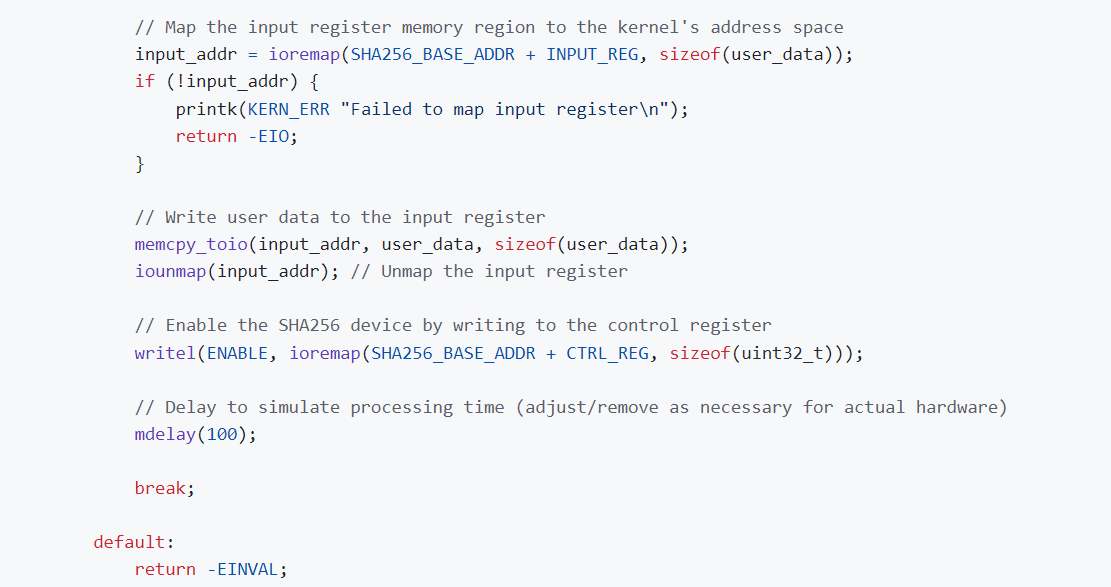 // Map the input register memory region to the kernel's address space
input_addr = ioremap(SHA256_BASE_ADDR + INPUT_REG, sizeof(user_data));
if (!input_addr) {
printk(KERN_ERR "Failed to map input register\n");
return -EIO;
}
// Write user data to the input register
memcpy_toio(input_addr, user_data, sizeof(user_data));
iounmap(input_addr); // Unmap the input register
// Enable the SHA256 device by writing to the control register
writel(ENABLE, ioremap(SHA256_BASE_ADDR + CTRL_REG, sizeof(uint32_t)));
// Delay to simulate processing time (adjust/remove as necessary for actual hardware)
mdelay(100);
break;
default:
return -EINVAL;